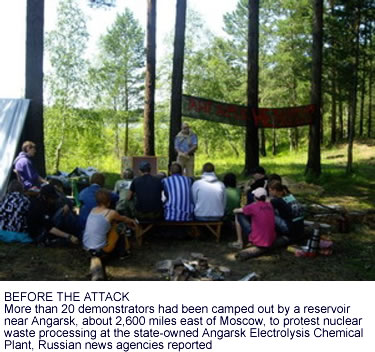 BEFORE THE ATTACK
More than 20 demonstrators had been camped out by a reservoir
near Angarsk, about 2,600 miles east of Moscow, to protest nuclear
waste processing at the state-owned Angarsk Electrolysis Chemical
Plant, Russian news agencies reported